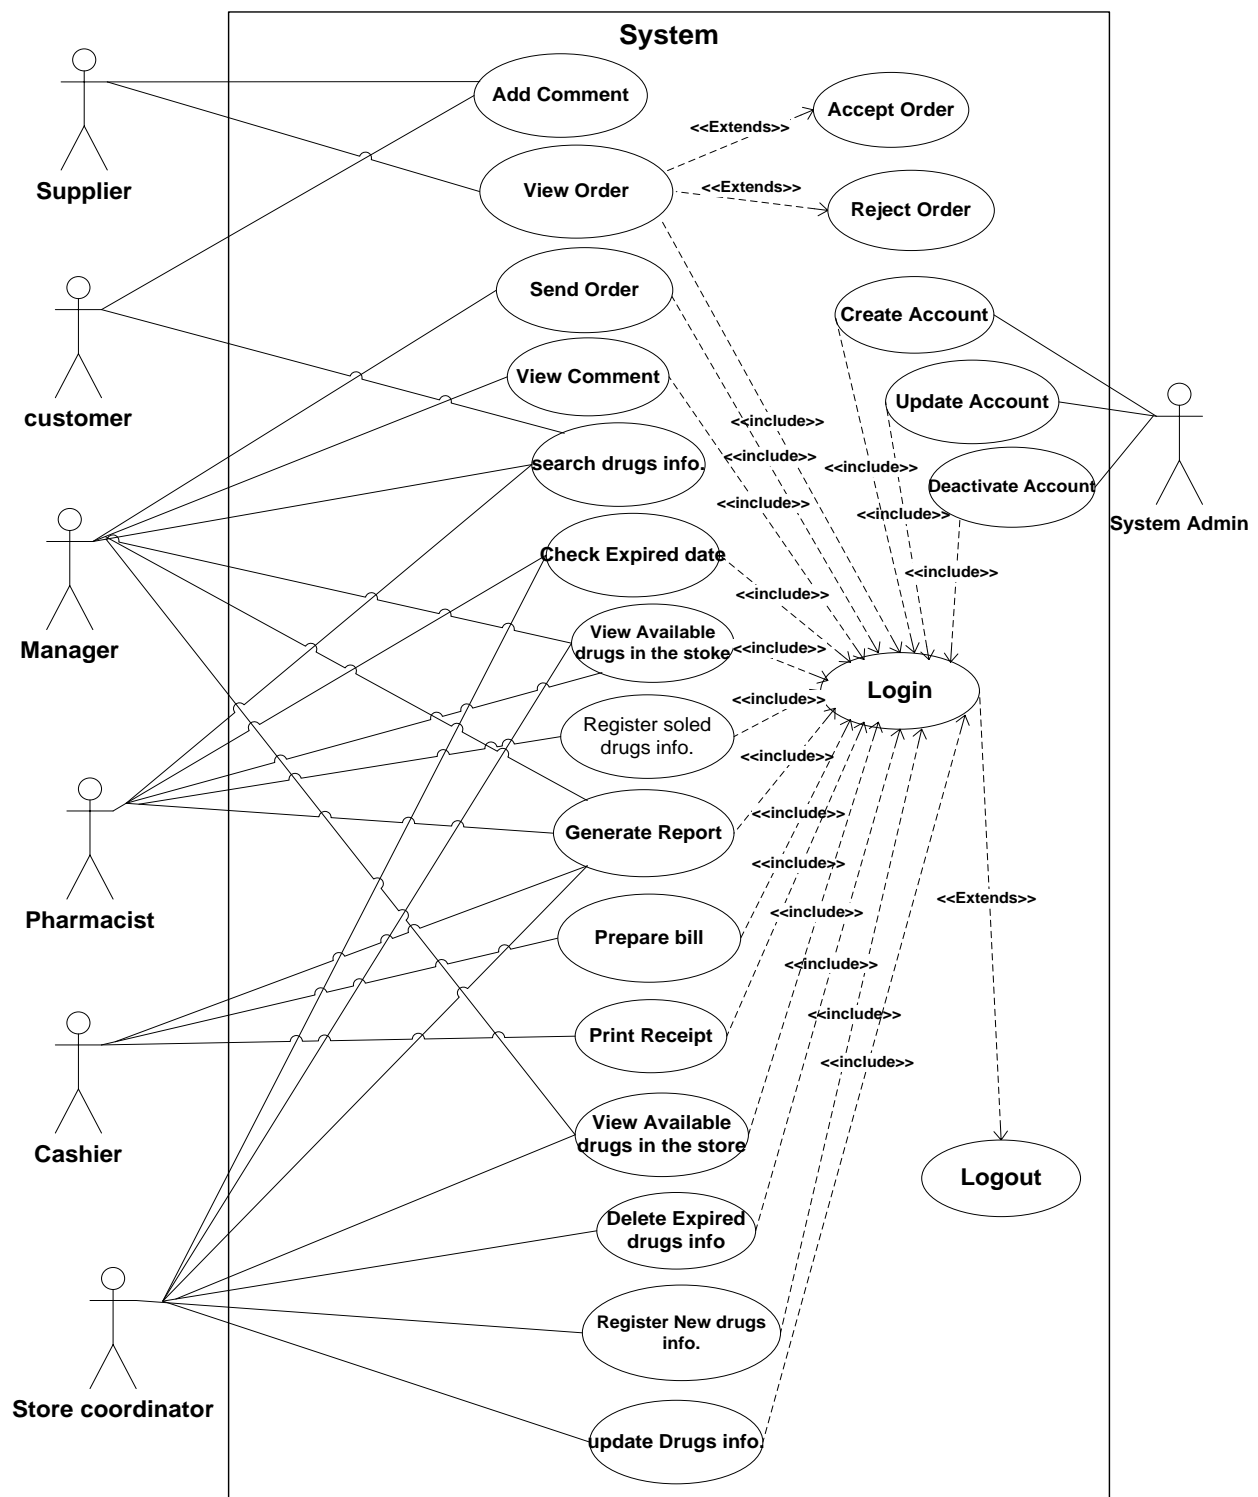 System
Add Comment
Accept Order
<<Extends>>
Supplier
View Order
<<Extends>>
Reject Order
Send Order
Create Account
customer
View Comment
Update Account
<<include>>
<<include>>
search drugs info.
<<include>>
Deactivate Account
<<include>>
<<include>>
System Admin
Manager
Check Expired date
<<include>>
<<include>>
View Available
drugs in the stoke
<<include>>
Login
<<include>>
Register soled
drugs info.
<<include>>
Pharmacist
Generate Report
<<include>>
<<include>>
<<Extends>>
<<include>>
Prepare bill
<<include>>
Cashier
Print Receipt
<<include>>
<<include>>
View Available
drugs in the store
Logout
Delete Expired
drugs info
Store coordinator
Register New drugs
info.
update Drugs info.